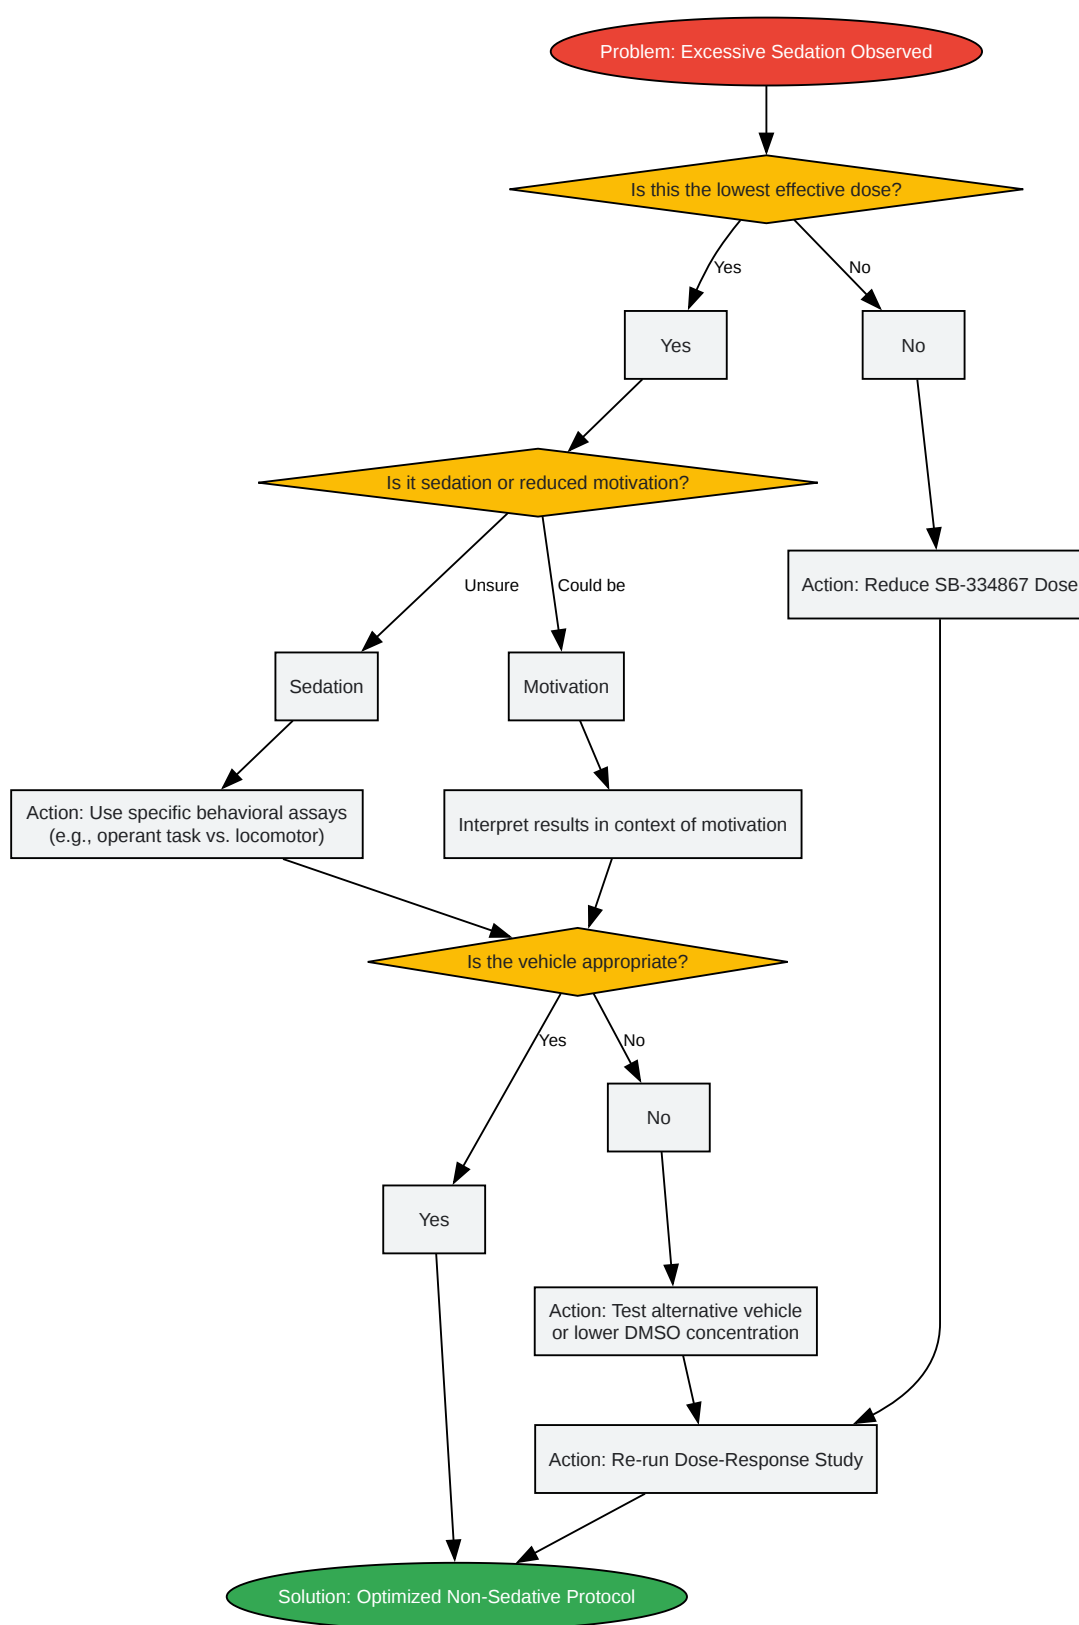 Problem: Excessive Sedation Observed
Is this the lowest effective dose?
Yes
No
Yes
No
Is it sedation or reduced motivation?
Unsure
Could be
Action: Reduce SB-334867 Dose
Sedation
Motivation
Action: Use specific behavioral assays
(e.g., operant task vs. locomotor)
Interpret results in context of motivation
Is the vehicle appropriate?
Yes
No
No
Yes
Action: Test alternative vehicle
or lower DMSO concentration
Action: Re-run Dose-Response Study
Solution: Optimized Non-Sedative Protocol